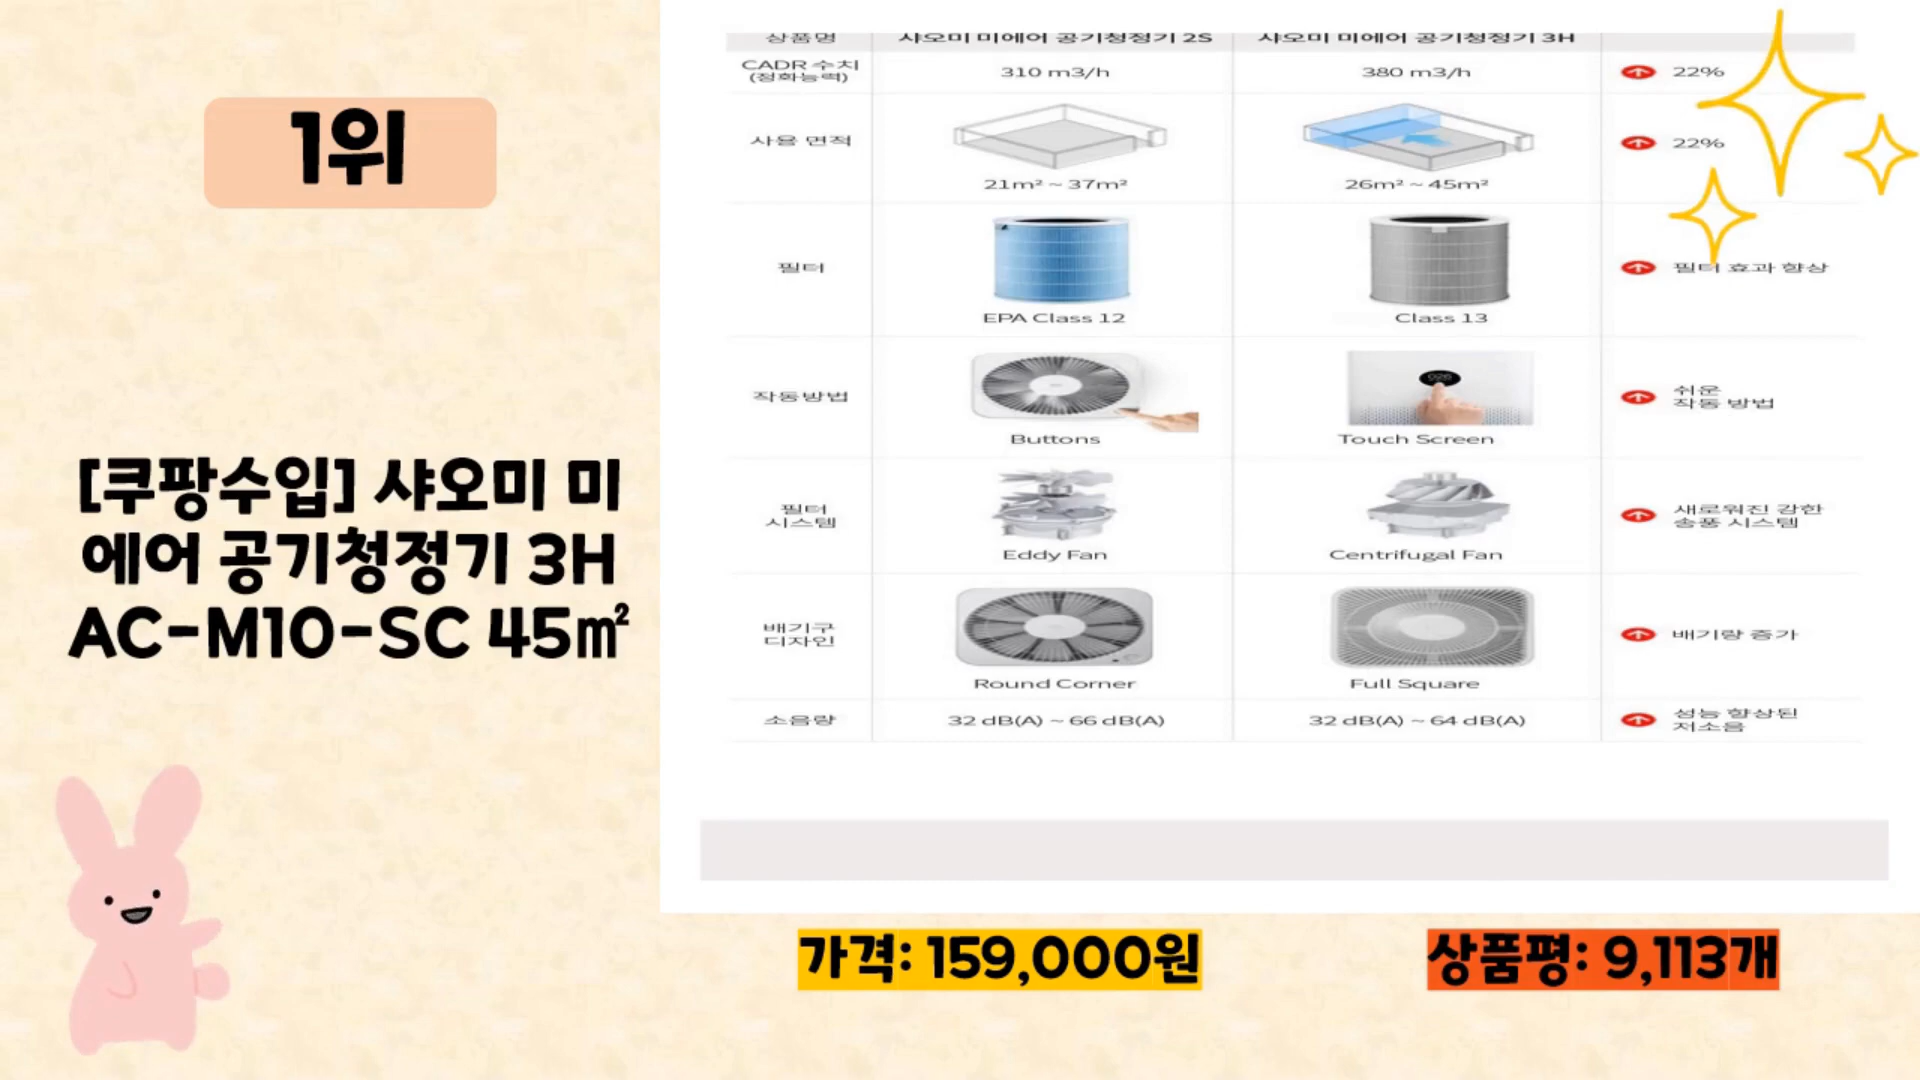 1위
[쿠팡수입] 샤오미 미
에어 공기청정기 3H
AC-M10-SC 45㎡
상품명 샤오미 미에어 공기청정기 2S 샤오미 미에어 공기청정기 3H
CADR 수치
(정화능력)
310 m3/h 380 m3/h 22%
사용 면적 22%
21m² ~ 37m² 26m² ~ 45m²
필터 필터 효과 향상
EPA Class 12 Class 13
작동방법 쉬운
작동 방법
Buttons Touch Screen
필터
시스템
새로워진 강한
송풍 시스템
Eddy Fan Centrifugal Fan
배기구
디자인
배기량 증가
Round Corner Full Square
소음량 32 dB(A) ~ 66 dB(A) 32 dB(A) ~ 64 dB(A) 성능 향상된
저소음
가격: 159,000원
상품평: 9,113개